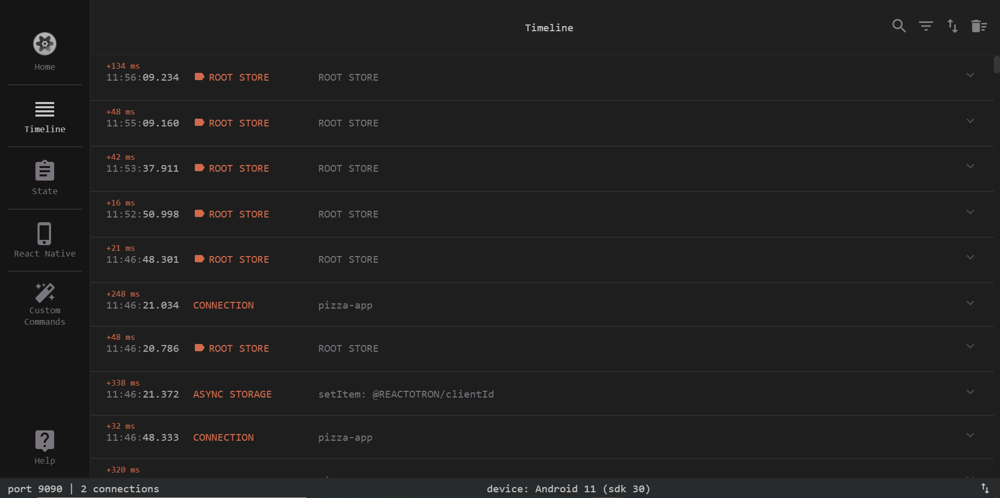 Timeline
Home
Timeline
State
React Native
Custom
Commands
Help
+134 ms
11:56:09.234 ROOT STORE ROOT STORE
+48 ms
11:55:09.160 ROOT STORE ROOT STORE
+42 ms
11:53:37.911 ROOT STORE ROOT STORE
+16 ms
11:52:50.998 ROOT STORE ROOT STORE
+21 ms
11:46:48.301 ROOT STORE ROOT STORE
+248 ms
11:46:21.034 CONNECTION pizza-app
+48 ms
11:46:20.786 ROOT STORE ROOT STORE
+338 ms
11:46:21.372 ASYNC STORAGE setItem: @REACTOTRON/clientId
+32 ms
11:46:48.333 CONNECTION pizza-app
+320 ms
port 9090 | 2 connections device: Android 11 (sdk 30)